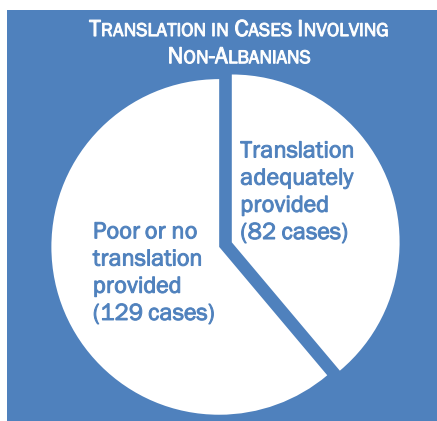 TRANSLATION IN CASES INVOLVING
NON-ALBANIANS
Translation
adequately
provided
(82 cases)
Poor or no
translation
provided
(129 cases)